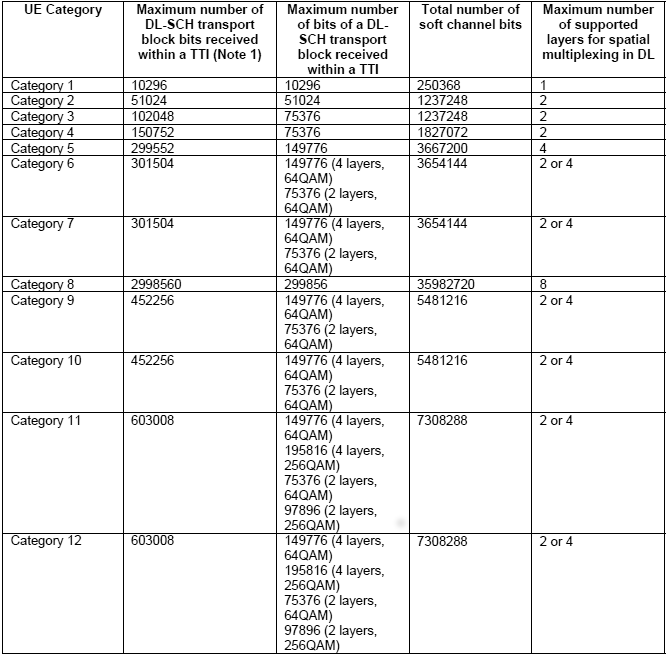 UE Category
Maximum number of
DL-SCH transport
block bits received
within a TTI (Note 1)
Maximum number
of bits of a DL-
SCH transport
block received
within a TTI
Total number of
soft channel bits
Maximum number
of supported
layers for spatial
multiplexing in DL
Category 1 10296 10296 250368 1
Category 2 51024 51024 1237248 2
Category 3 102048 75376 1237248 2
Category 4 150752 75376 1827072 2
Category 5 299552 149776 3667200 4
Category 6 301504 149776 (4 layers, 3654144 2 or 4
64QAM)
75376 (2 layers,
64QAM)
Category 7 301504 149776 (4 layers, 3654144 2 or 4
64QAM)
75376 (2 layers,
64QAM)
Category 8 2998560 299856 35982720 8
Category 9 452256 149776 (4 layers, 5481216 2 or 4
64QAM)
75376 (2 layers,
64QAM)
Category 10 452256 149776 (4 layers, 5481216 2 or 4
64QAM)
75376 (2 layers,
64QAM)
Category 11 603008 149776 (4 layers, 7308288 2 or 4
64QAM)
195816 (4 layers,
256QAM)
75376 (2 layers,
64QAM)
97896 (2 layers,
256QAM)
Category 12 603008 149776 (4 layers, 7308288 2 or 4
64QAM)
195816 (4 layers,
256QAM)
75376 (2 layers,
64QAM)
97896 (2 layers,
256QAM)